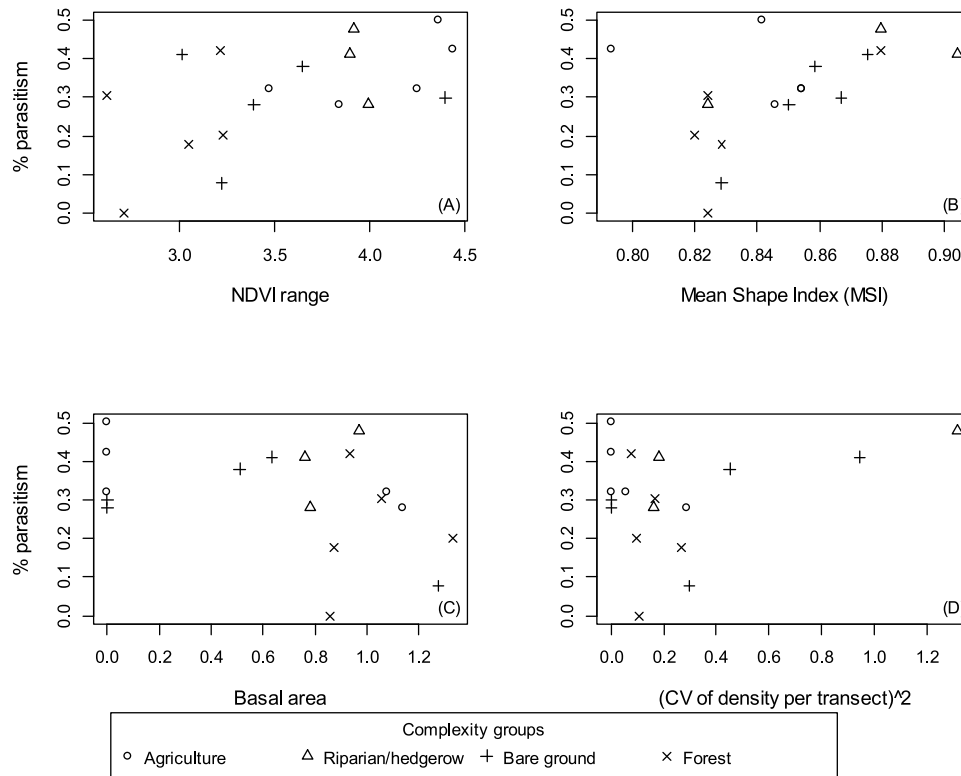 % parasitism
0.0 0.1 0.2 0.3 0.4 0.5
(A)
3.0 3.5 4.0 4.5
NDVI range
0.0 0.1 0.2 0.3 0.4 0.5
(B
0.80 0.82 0.84 0.86 0.88 0.90
Mean Shape Index (MSI)
% parasitism
0.0 0.1 0.2 0.3 0.4 0.5
(C)
0.0 0.2 0.4 0.6 0.8 1.0 1.2
Basal area
0.0 0.1 0.2 0.3 0.4 0.5
(D
0.0 0.2 0.4 0.6 0.8 1.0 1.2
(CV of density per transect)^2
Complexity groups
Agriculture Riparian/hedgerow Bare ground Forest